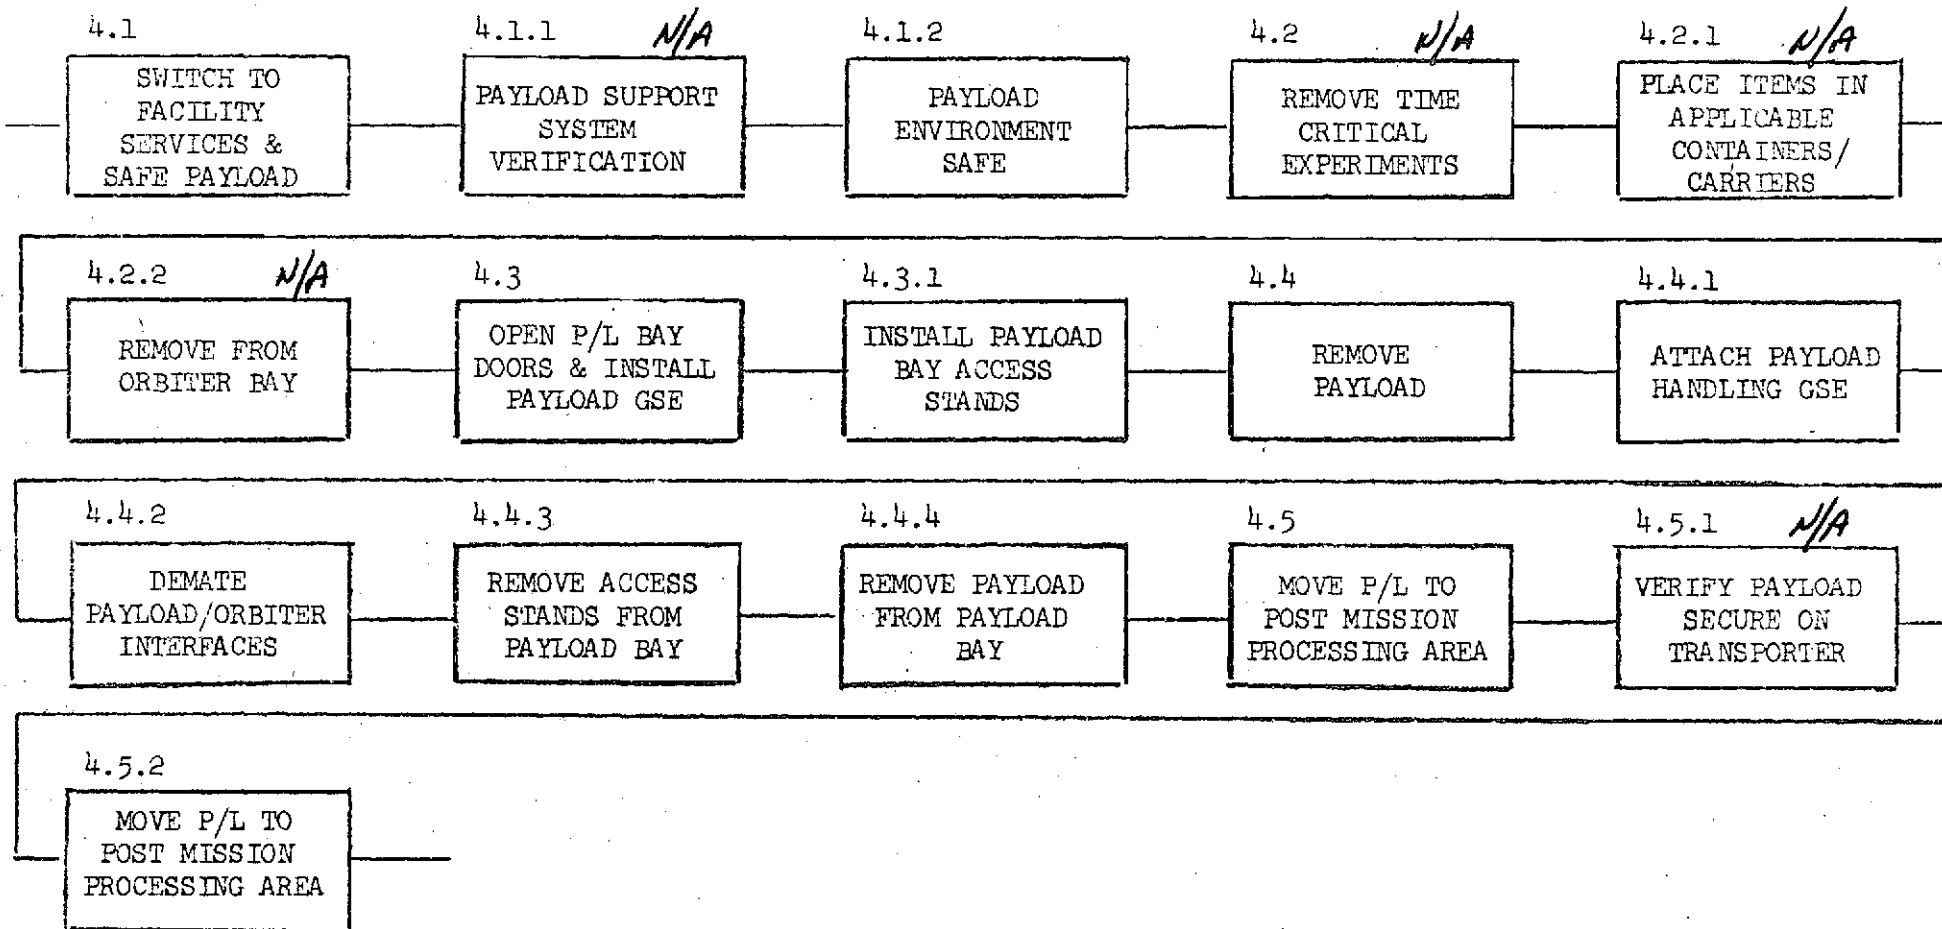 4.1
SWITCH TO
FACILITY
SERVICES &
SAFE PAYLOAD
4.1.1 N/A
PAYLOAD SUPPORT
SYSTEM
VERIFICATION
4.1.2
PAYLOAD
ENVIRONMENT
SAFE
4.2 N/A
REMOVE TIME
CRITICAL
EXPERIMENTS
4.2.1 N/A
PLACE ITEMS IN
APPLICABLE
CONTAINERS/
CARRIERS
4.2.2 N/A
REMOVE FROM
ORBITER BAY
4.3
OPEN P/L BAY
DOORS & INSTALL
PAYLOAD GSE
4.3.1
INSTALL PAYLOAD
BAY ACCESS
STANDS
4.4
REMOVE
PAYLOAD
4.4.1
ATTACH PAYLOAD
HANDLING GSE
4.4.2
DEMATE
PAYLOAD/ORBITER
INTERFACES
4.4.3
REMOVE ACCESS
STANDS FROM
PAYLOAD BAY
4.4.4
REMOVE PAYLOAD
FROM PAYLOAD
BAY
4.5
MOVE P/L TO
POST MISSION
PROCESSING AREA
4.5.1 N/A
VERIFY PAYLOAD
SECURE ON
TRANSPORTER
4.5.2
MOVE P/L TO
POST MISSION
PROCESSING AREA